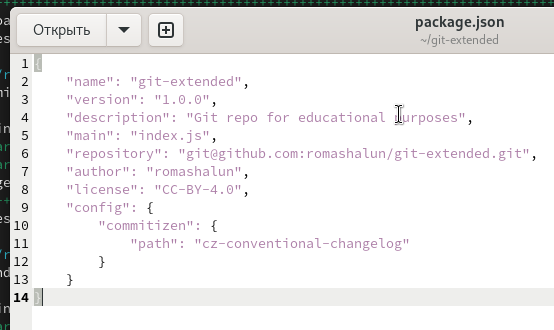 Открыть
package.json
~/git-extended
1 {
2     "name": "git-extended",
3     "version": "1.0.0",
4     "description": "Git repo for educational purposes",
5     "main": "index.js",
6     "repository": "git@github.com:romashalun/git-extended.git",
7     "author": "romashalun",
8     "license": "CC-BY-4.0",
9     "config": {
10         "commitizen": {
11             "path": "cz-conventional-changelog"
12         }
13     }
14 }